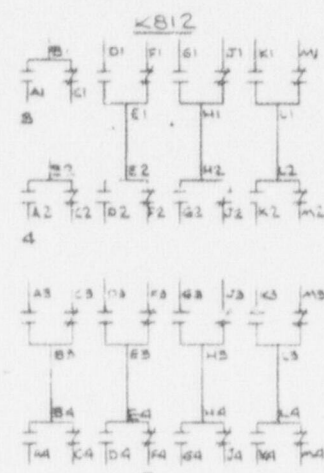 K812
B1 D1 F1 G1 J1 K1 M1
A1 C1 E1 H1 L1
3
B2 E2 H2 L2
A2 C2 D2 F2 G2 J2 K2 M2
4
A3 C3 D3 F3 G3 J3 K3 M3
B3 E3 H3 L3
B4 E4 H4 L4
A4 C4 D4 F4 G4 J4 K4 M4